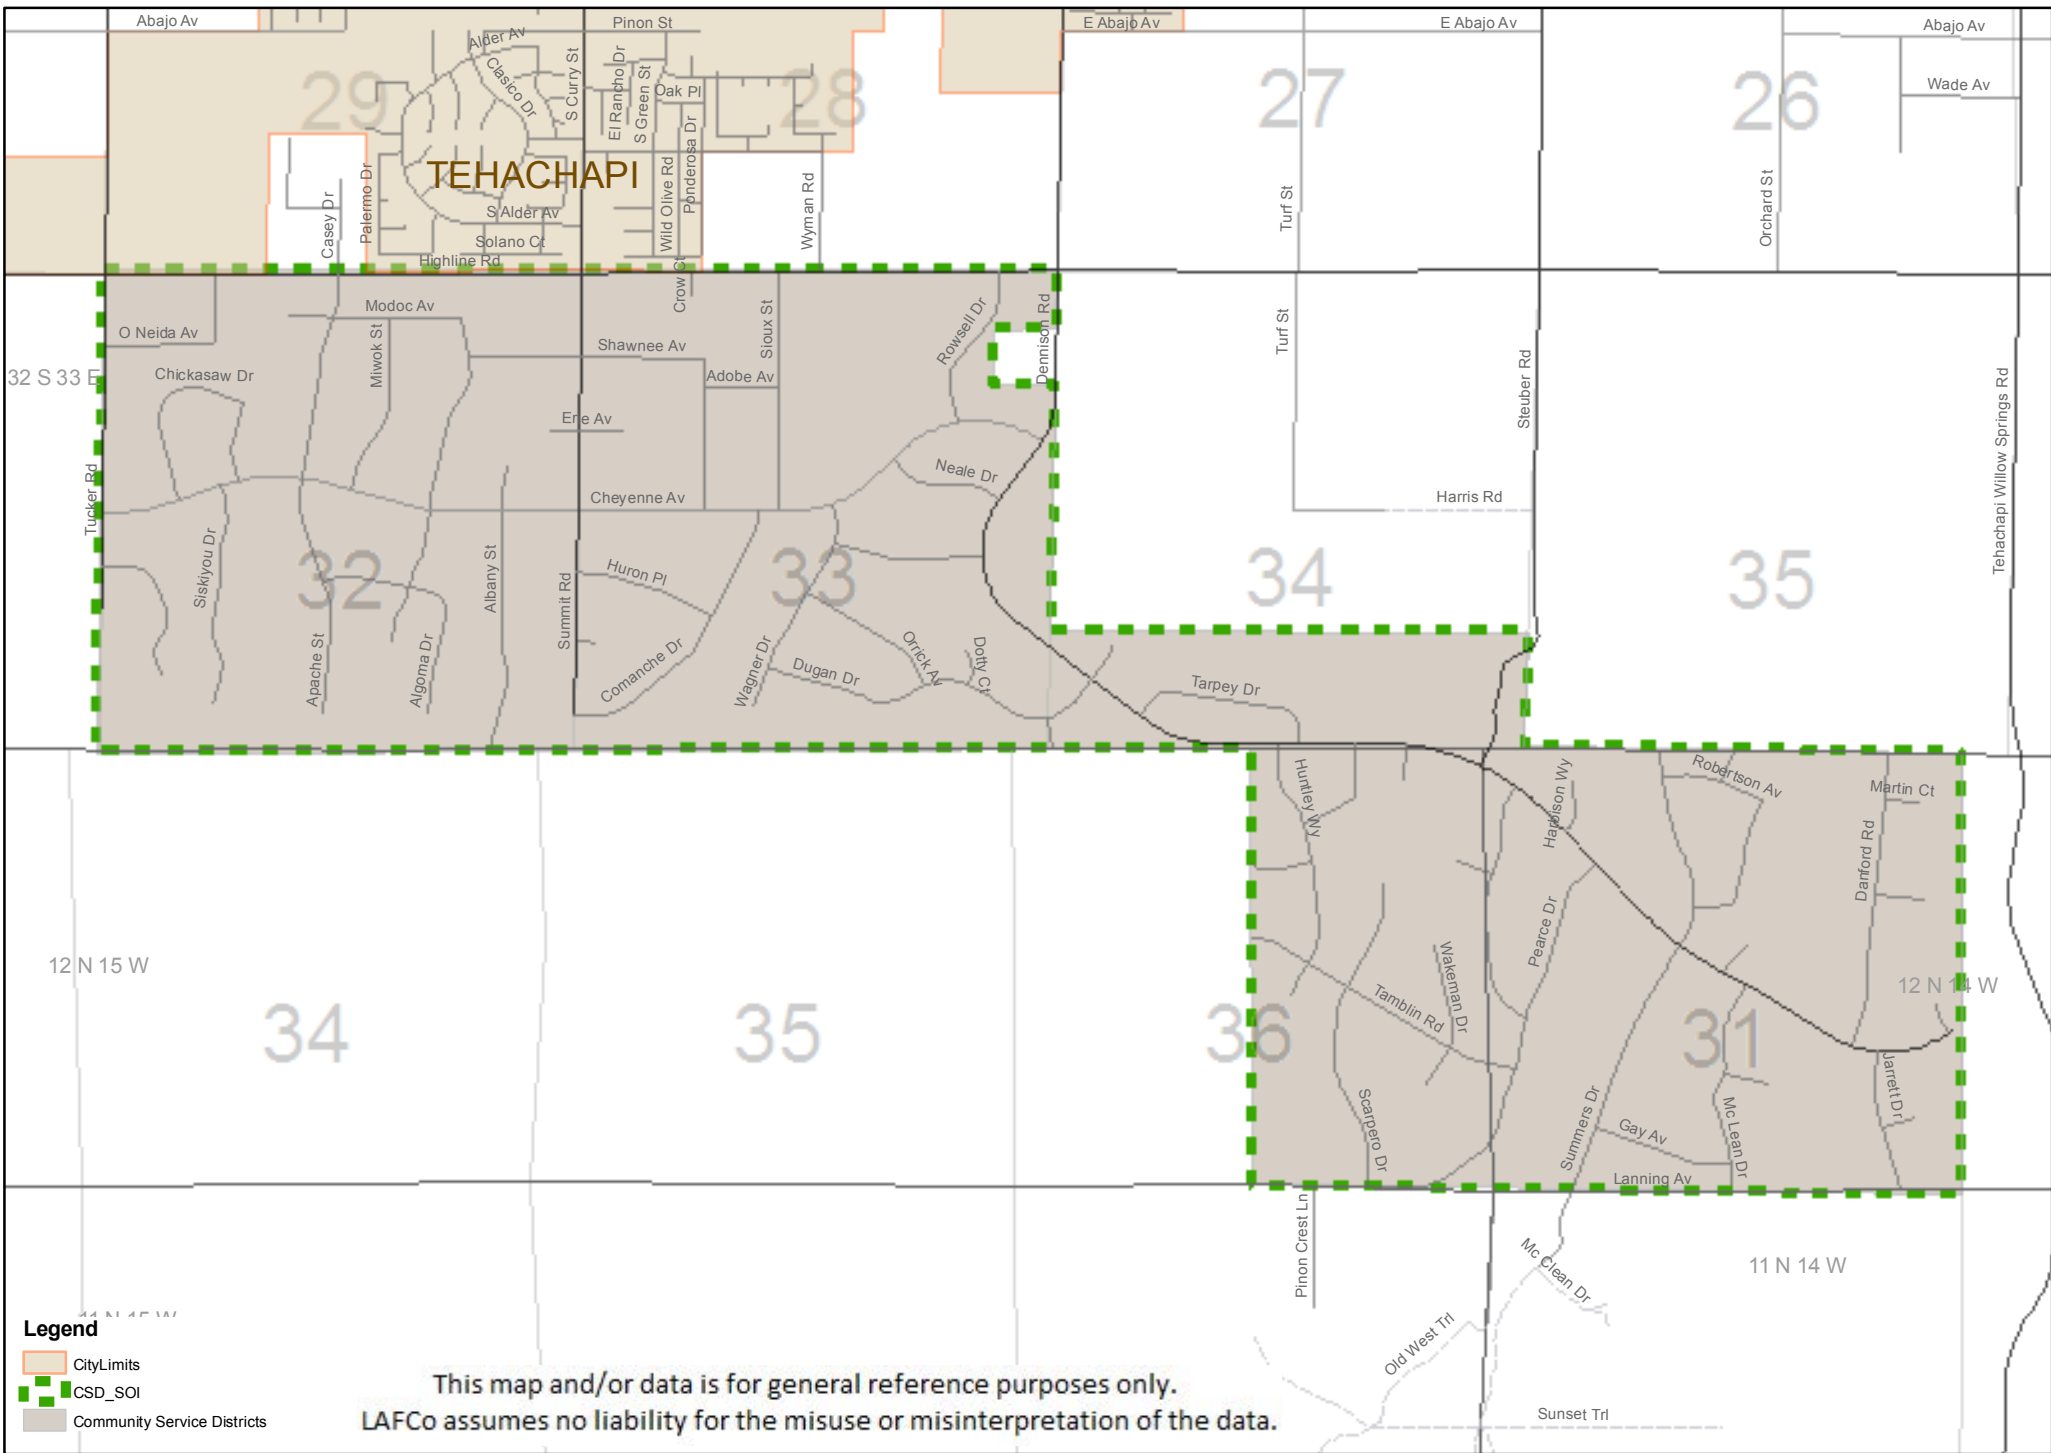 Abajo Av
Pinon St
E Abajo Av
E Abajo Av
Abajo Av
Alder Av
Clasico Dr
S Curry St
El Rancho Dr
S Green St
Oak Pl
Ponderosa Dr
29
28
27
26
Wade Av
TEHACHAPI
Casey Dr
Palermo Dr
S Alder Av
Solano Ct
Highline Rd
Wild Olive Rd
Wyman Rd
Turf St
Orchard St
Crow Ct
Modoc Av
O Neida Av
Miwok St
Shawnee Av
Sioux St
Rowsell Dr
Dennison Rd
Turf St
Steuber Rd
32 S 33 E
Chickasaw Dr
Adobe Av
Erie Av
Neale Dr
Tucker Rd
Cheyenne Av
Harris Rd
Tehachapi Willow Springs Rd
Siskiyou Dr
32
Albany St
Summit Rd
Huron Pl
33
34
35
Apache St
Algoma Dr
Comanche Dr
Wagner Dr
Dugan Dr
Orrick Av
Dotty Ct
Tarpey Dr
Huntley Wy
Harbison Wy
Robertson Av
Martin Ct
Danford Rd
Pearce Dr
Wakeman Dr
Tamblin Rd
12 N 15 W
12 N 14 W
34
35
36
31
Scarpero Dr
Summers Dr
Gay Av
Mc Lean Dr
Jarrett Dr
Lanning Av
Pinon Crest Ln
Mc Clean Dr
11 N 14 W
Old West Trl
Sunset Trl
11 N 15 W
Legend
CityLimits
CSD_SOI
Community Service Districts
This map and/or data is for general reference purposes only.
LAFCo assumes no liability for the misuse or misinterpretation of the data.